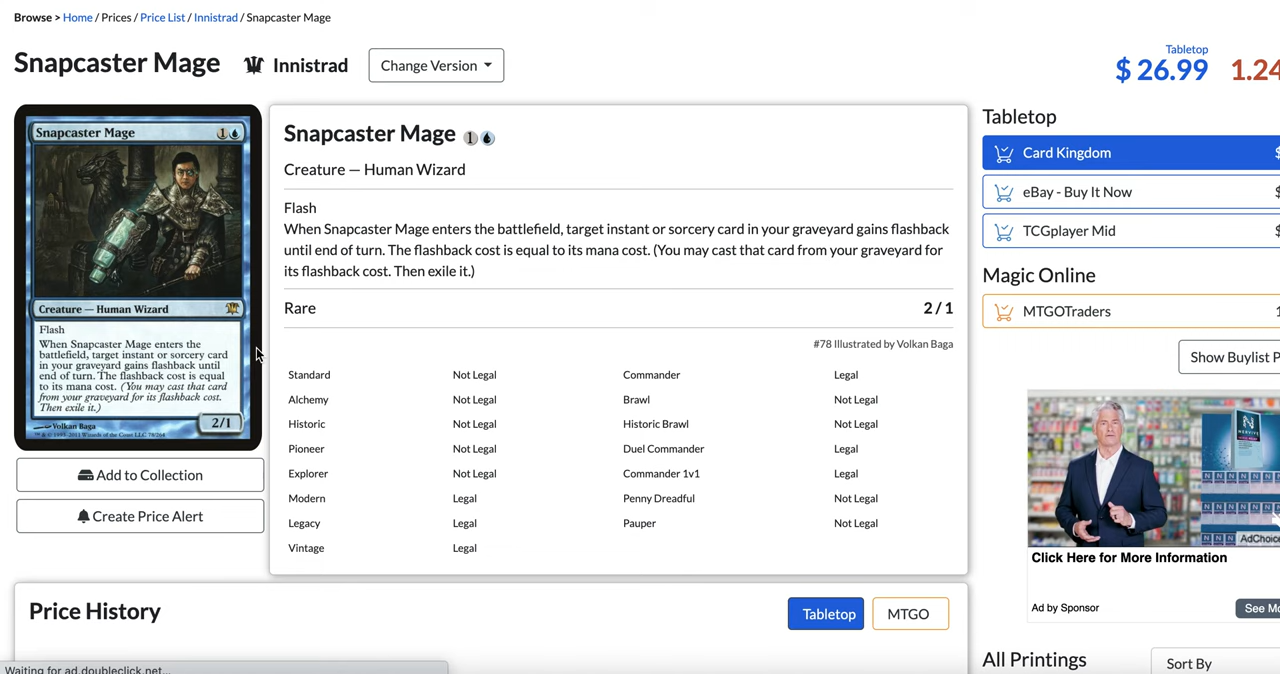 Browse > Home / Prices / Price List / Innistrad / Snapcaster Mage
Snapcaster Mage
Innistrad
Change Version
Tabletop
$ 26.99
1.24
Snapcaster Mage 1
Creature — Human Wizard
Flash
When the Snapcaster Mage enters the
battlefield, target instant or sorcery card
in your graveyard gains flashback until
end of turn. The flashback cost is equal
to its mana cost. (You may cast that card
from your graveyard for its flashback cost.
Then exile it.)
Volkan Baga
2/1
Add to Collection
Create Price Alert
Snapcaster Mage 1
Creature — Human Wizard
Flash
When Snapcaster Mage enters the battlefield, target instant or sorcery card in your graveyard gains flashback
until end of turn. The flashback cost is equal to its mana cost. (You may cast that card from your graveyard for
its flashback cost. Then exile it.)
Rare 2 / 1
#78 Illustrated by Volkan Baga
Standard Not Legal Commander Legal
Alchemy Not Legal Brawl Not Legal
Historic Not Legal Historic Brawl Not Legal
Pioneer Not Legal Duel Commander Legal
Explorer Not Legal Commander 1v1 Legal
Modern Legal Penny Dreadful Not Legal
Legacy Legal Pauper Not Legal
Vintage Legal
Price History
Tabletop
MTGO
Tabletop
Card Kingdom $
eBay - Buy It Now $
TCGplayer Mid $
Magic Online
MTGOTraders 1
Show Buylist P
NERVIVE
AdChoice
Click Here for More Information
Ad by Sponsor
See Mo
All Printings
Sort By
Waiting for ad.doubleclick.net...